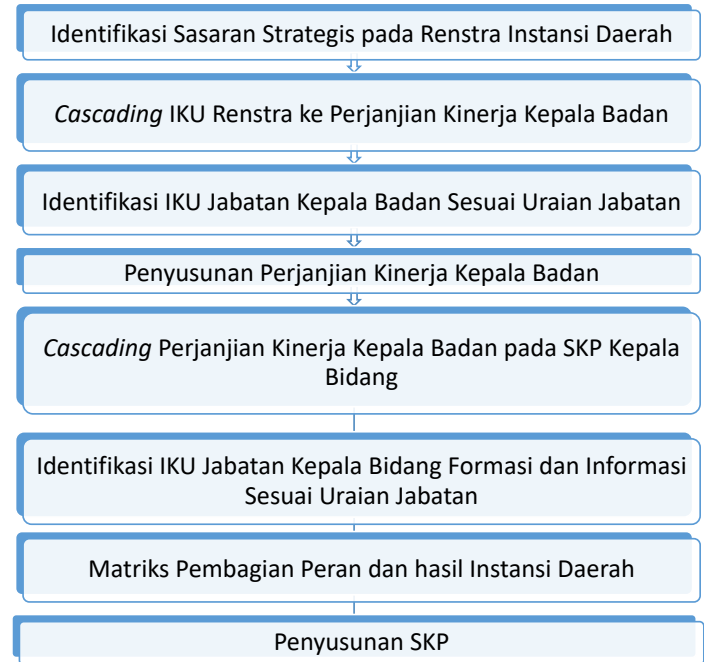 Identifikasi Sasaran Strategis pada Renstra Instansi Daerah
Cascading IKU Renstra ke Perjanjian Kinerja Kepala Badan
Identifikasi IKU Jabatan Kepala Badan Sesuai Uraian Jabatan
Penyusunan Perjanjian Kinerja Kepala Badan
Cascading Perjanjian Kinerja Kepala Badan pada SKP Kepala
Bidang
Identifikasi IKU Jabatan Kepala Bidang Formasi dan Informasi
Sesuai Uraian Jabatan
Matriks Pembagian Peran dan hasil Instansi Daerah
Penyusunan SKP